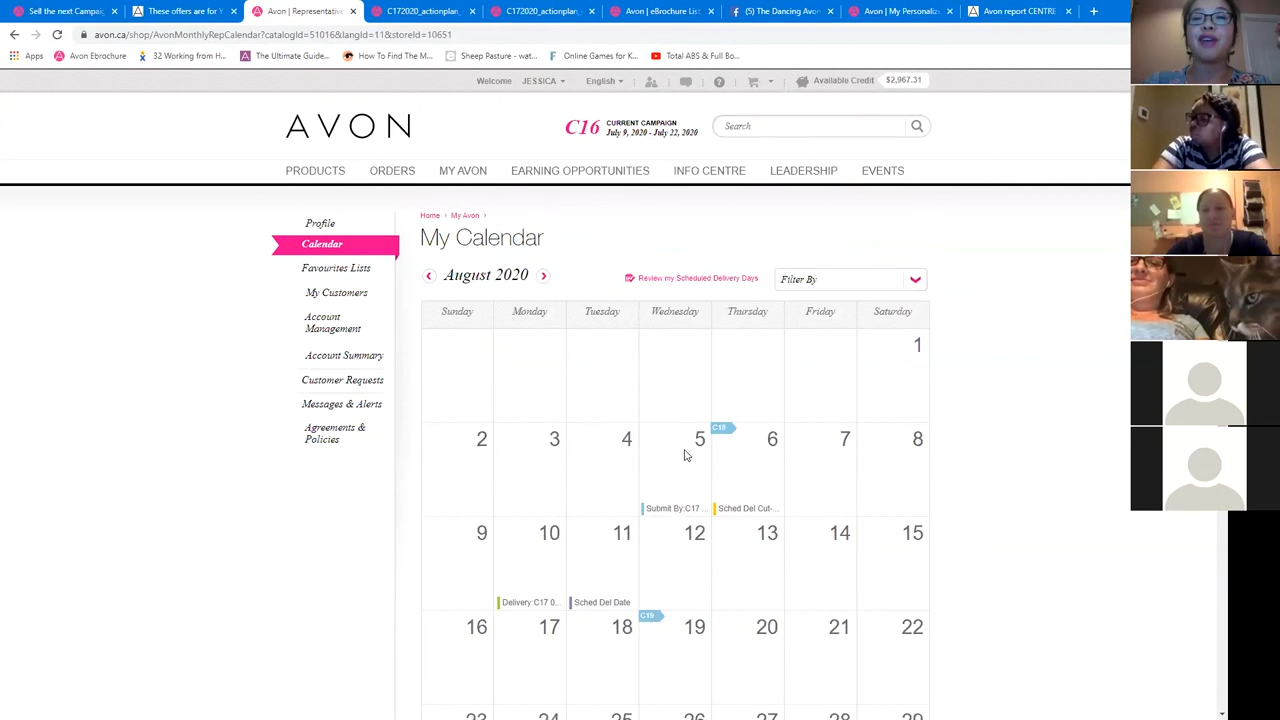 Sell the next Campaig
These offers are for Y
Avon | Representative
C172020_actionplan_
C172020_actionplan_
Avon | eBrochure List
(5) The Dancing Avon
Avon | My Personaliz
Avon report CENTRE
avon.ca/shop/AvonMonthlyRepCalendar?catalogId=51016&langId=11&storeId=10651
Apps
Avon Ebrochure
32 Working from H...
The Ultimate Guide...
How To Find The M...
Sheep Pasture - wat...
Online Games for K...
Total ABS & Full Bo...
Welcome JESSICA
English
Available Credit $2,967.31
AVON
C16
CURRENT CAMPAIGN
July 9, 2020 - July 22, 2020
Search
PRODUCTS ORDERS MY AVON EARNING OPPORTUNITIES INFO CENTRE LEADERSHIP EVENTS
Profile
Calendar
Favourites Lists
My Customers
Account
Management
Account Summary
Customer Requests
Messages & Alerts
Agreements &
Policies
Home › My Avon ›
My Calendar
August 2020
Review my Scheduled Delivery Days
Filter By
Sunday Monday Tuesday Wednesday Thursday Friday Saturday
1
C18
2 3 4 5 6 7 8
Submit By:C17 ...
Sched Del Cut-...
9 10 11 12 13 14 15
Delivery:C17 0...
Sched Del Date
C19
16 17 18 19 20 21 22
23 24 25 26 27 28 29